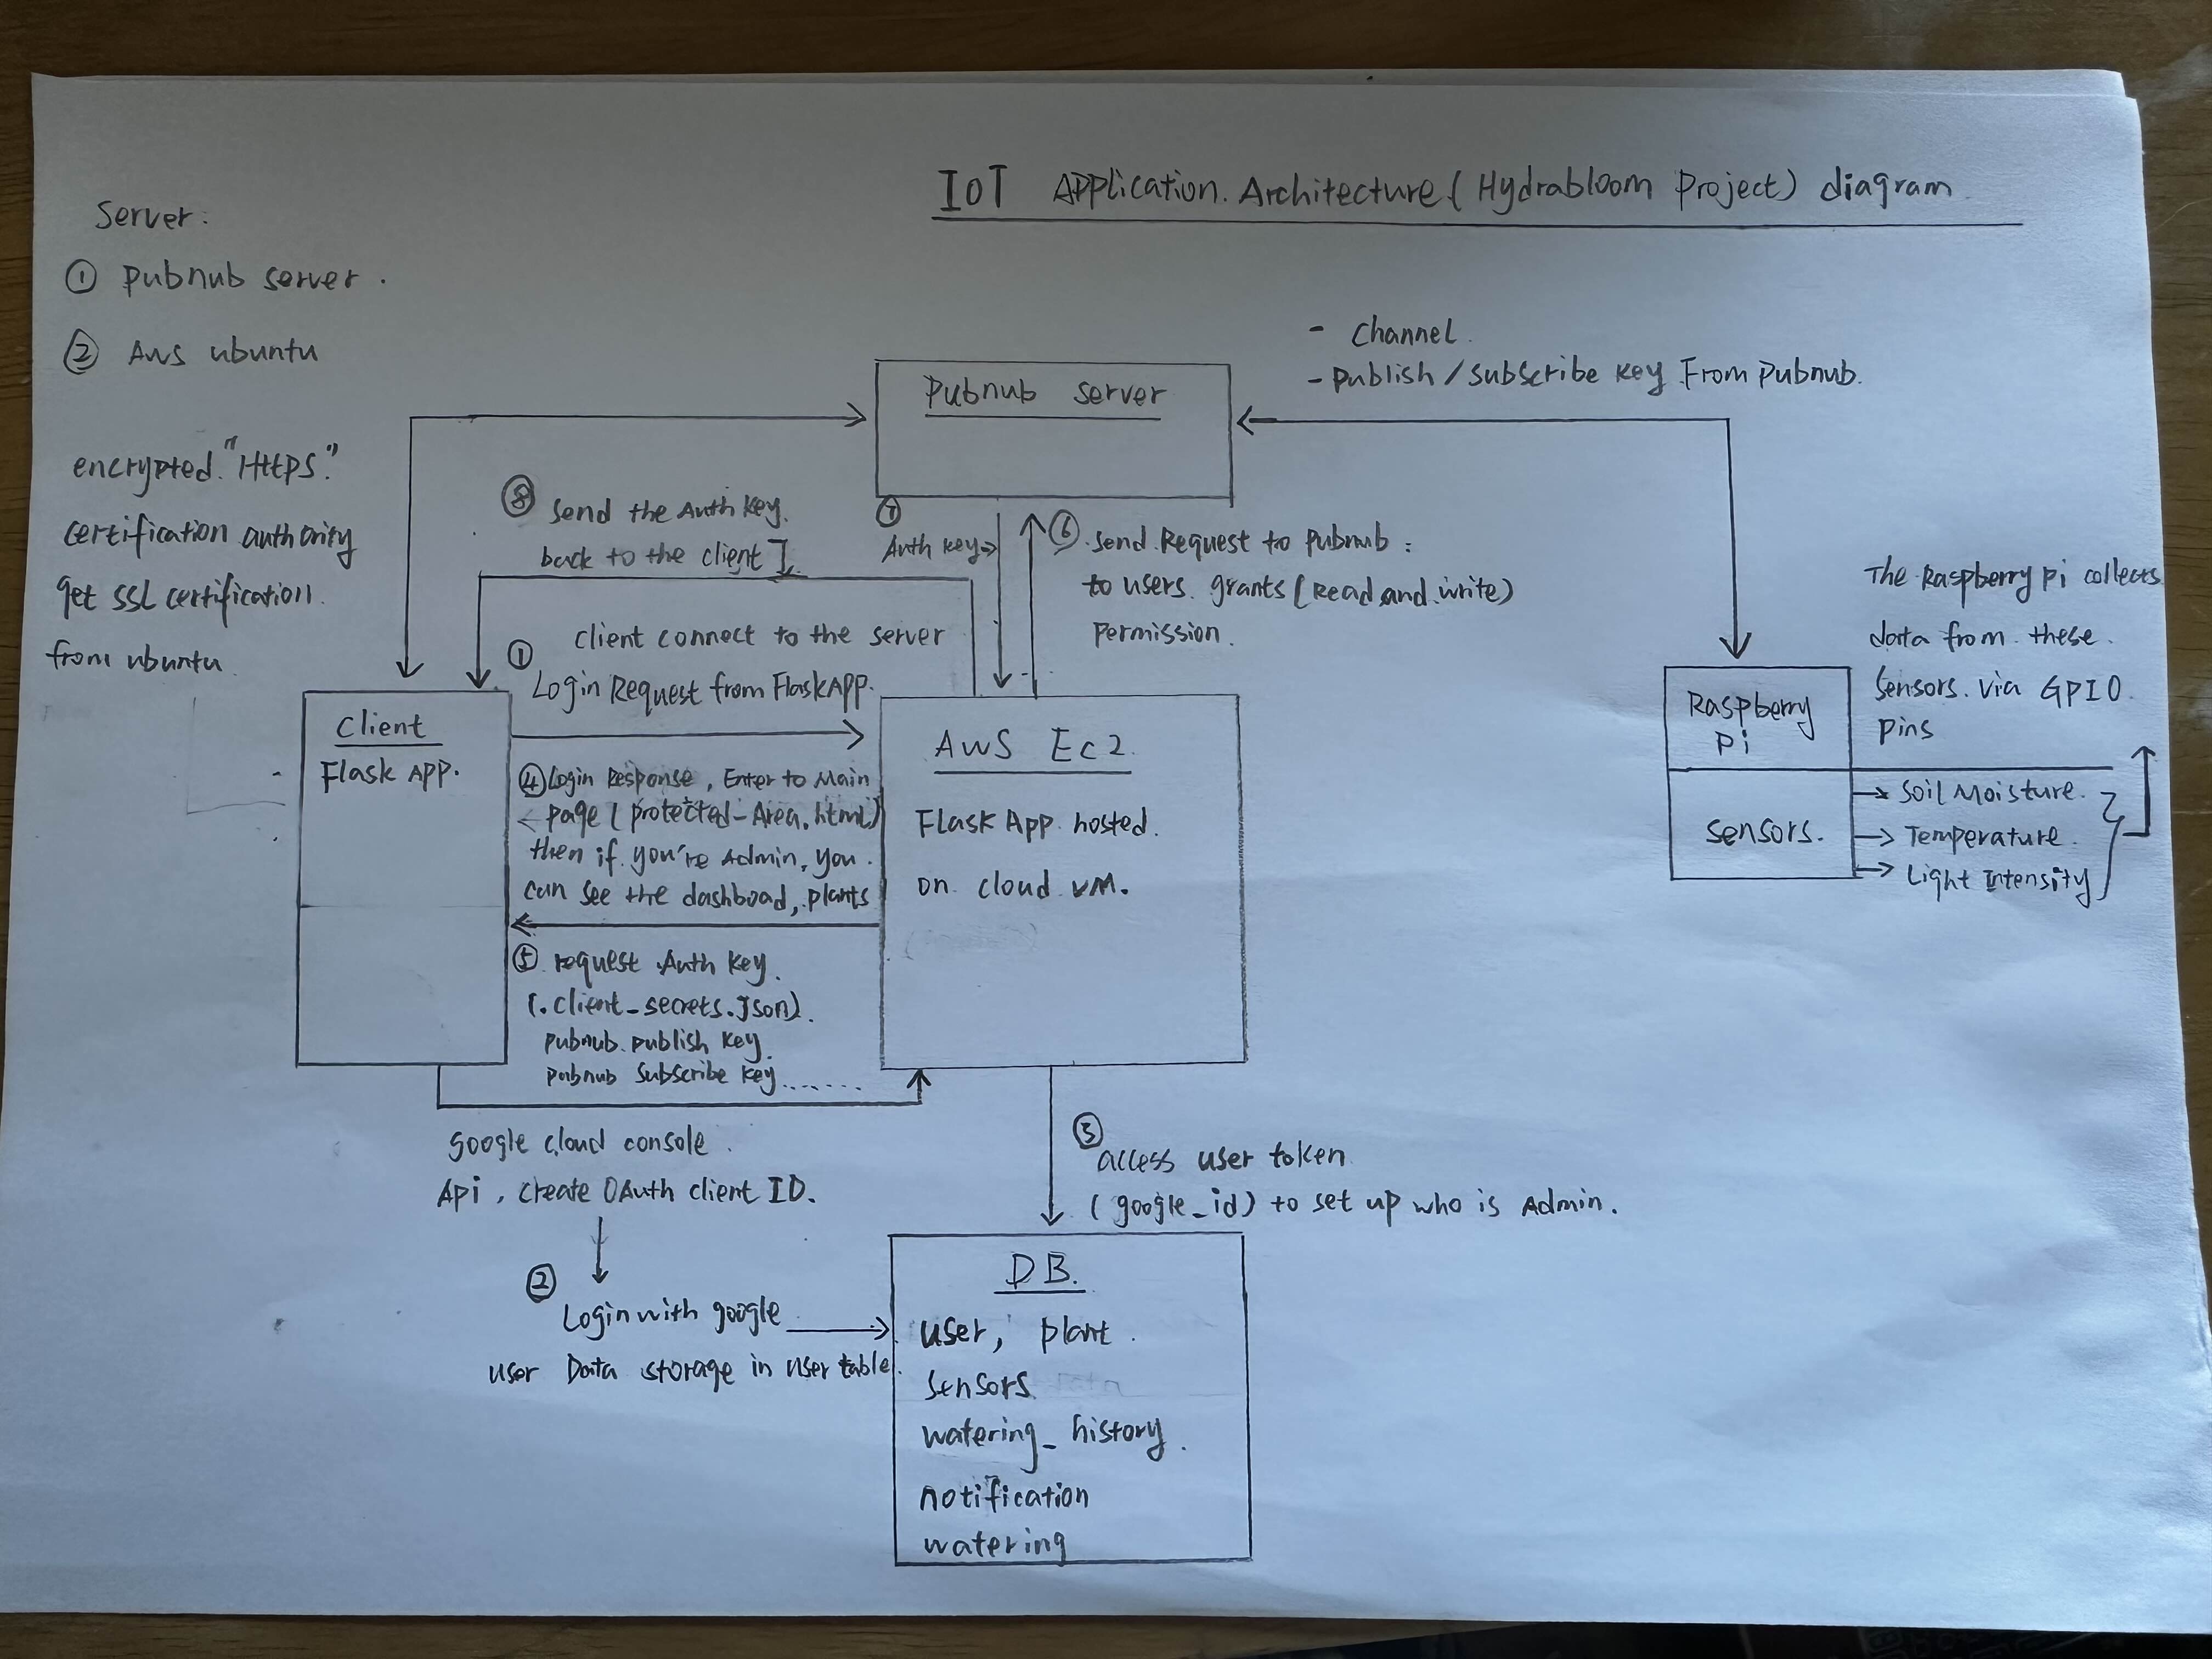 IoT Application. Architecture (Hydrabloom Project) diagram
Server:
① Pubnub server.
② Aws ubuntu
encrypted "Https."
certification authority
get SSL certification.
from ubuntu
- Channel.
- Publish / subscribe key From Pubnub.
Pubnub server
⑧ Send the Auth key.
back to the client
⑦
Auth key
⑥ Send Request to Pubnub:
to users grants (Read and write)
Permission.
Client connect to the server
① Login Request from Flask APP.
Client
Flask APP.
④ Login Response, Enter to Main
page (protected-Area.html)
then if you're Admin, you
can see the dashboad, plants
AWS Ec2.
Flask App hosted
on cloud VM.
⑤ request Auth key.
(.client_secrets.json).
pubnub publish key.
pubnub subscribe key.......
google cloud console.
Api, create OAuth client ID.
② Login with google
user Data storage in user table.
③ access user token
(google_id) to set up who is Admin.
DB.
user, plant.
sensors
watering_history.
notification
watering
Raspberry
Pi
The Raspberry pi collects
data from these
sensors. via GPIO
pins
sensors.
Soil Moisture.
Temperature.
Light Intensity